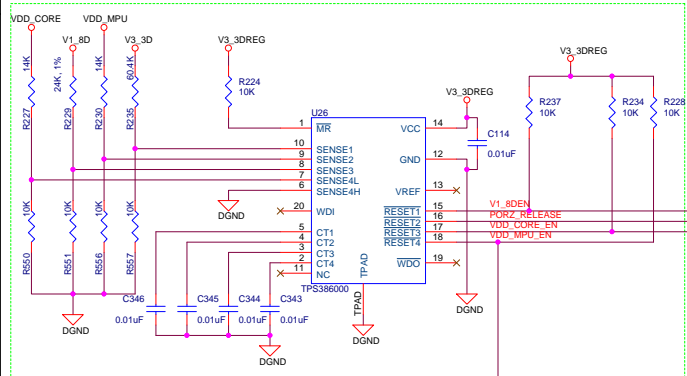 VDD_CORE
VDD_MPU
V1_8D
V3_3D
V3_3DREG
V3_3DREG
V3_3DREG
14K
24K, 1%
14K
60.4K
R227
R229
R230
R235
R224
10K
R237
10K
R234
10K
R228
10K
U26
1
MR
VCC
14
C114
0.01uF
10
SENSE1
9
SENSE2
GND
12
8
SENSE3
7
SENSE4L
6
SENSE4H
VREF
13
DGND
20
WDI
RESET1
15
V1_8DEN
RESET2
16
PORZ_RELEASE
RESET3
17
VDD_CORE_EN
RESET4
18
VDD_MPU_EN
5
CT1
4
CT2
3
CT3
2
CT4
WDO
19
11
NC
TPAD
TPS386000
TPAD
10K
10K
10K
10K
R550
R551
R556
R557
C346
0.01uF
C345
0.01uF
C344
0.01uF
C343
0.01uF
DGND
DGND
DGND
DGND